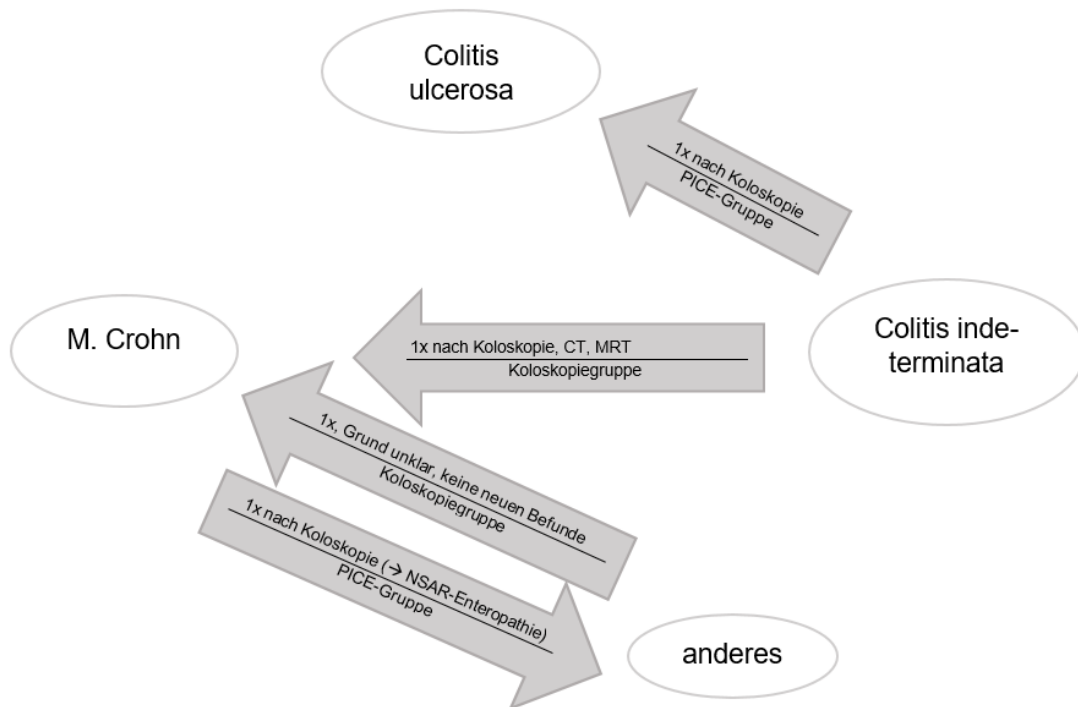 Colitis
ulcerosa
1x nach Koloskopie
PICE-Gruppe
M. Crohn
1x nach Koloskopie, CT, MRT
Koloskopiegruppe
Colitis inde-
terminata
1x, Grund unklar, keine neuen Befunde
Koloskopiegruppe
1x nach Koloskopie (→ NSAR-Enteropathie)
PICE-Gruppe
anderes